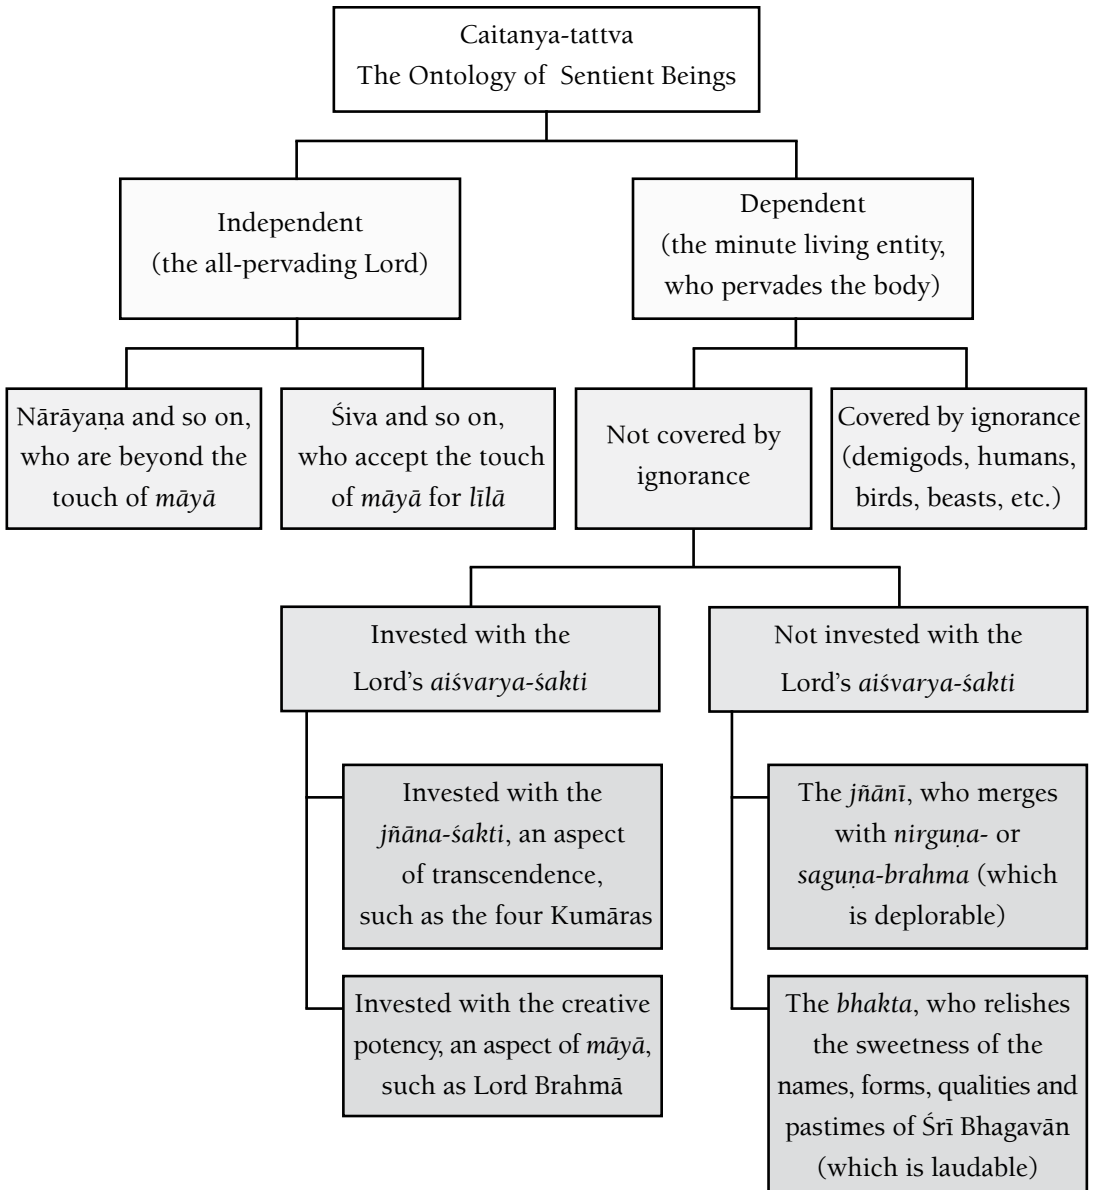 Caitanya-tattva
The Ontology of Sentient Beings
Independent
(the all-pervading Lord)
Dependent
(the minute living entity,
who pervades the body)
Nārāyaṇa and so on,
who are beyond the
touch of māyā
Śiva and so on,
who accept the touch
of māyā for līlā
Not covered by
ignorance
Covered by ignorance
(demigods, humans,
birds, beasts, etc.)
Invested with the
Lord's aiśvarya-śakti
Not invested with the
Lord's aiśvarya-śakti
Invested with the
jñāna-śakti, an aspect
of transcendence,
such as the four Kumāras
Invested with the creative
potency, an aspect of māyā,
such as Lord Brahmā
The jñānī, who merges
with nirguṇa- or
saguṇa-brahma (which
is deplorable)
The bhakta, who relishes
the sweetness of the
names, forms, qualities and
pastimes of Śrī Bhagavān
(which is laudable)